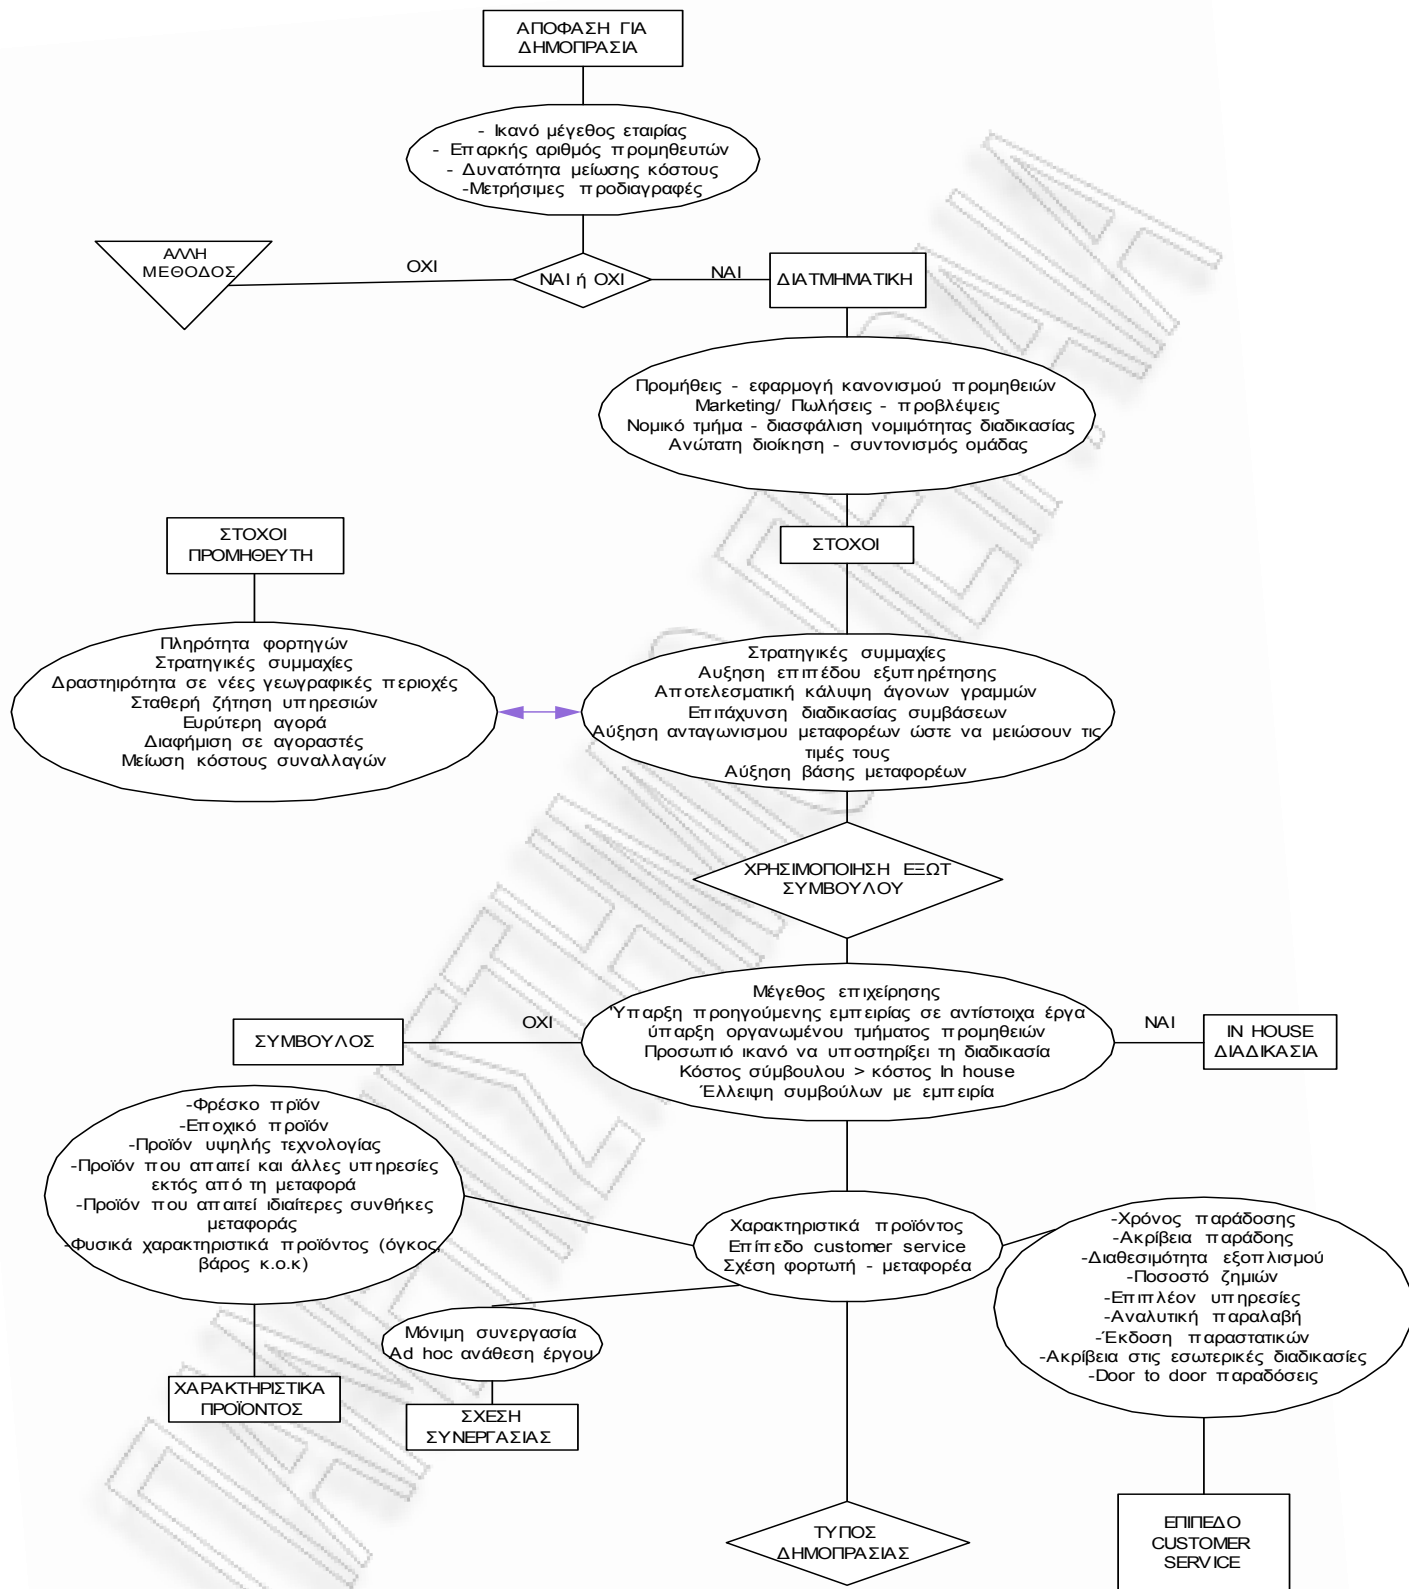 ΑΠΟΦΑΣΗ ΓΙΑ
ΔΗΜΟΠΡΑΣΙΑ
- Ικανό μέγεθος εταιρίας
- Επαρκής αριθμός προμηθευτών
- Δυνατότητα μείωσης κόστους
-Μετρήσιμες προδιαγραφές
ΑΛΛΗ
ΜΕΘΟΔΟΣ
ΟΧΙ
ΝΑΙ ή ΟΧΙ
ΝΑΙ
ΔΙΑΤΜΗΜΑΤΙΚΗ
Προμήθεις - εφαρμογή κανονισμού προμηθειών
Marketing/ Πωλήσεις - προβλέψεις
Νομικό τμήμα - διασφάλιση νομιμότητας διαδικασίας
Ανώτατη διοίκηση - συντονισμός ομάδας
ΣΤΟΧΟΙ
ΠΡΟΜΗΘΕΥΤΗ
ΣΤΟΧΟΙ
Πληρότητα φορτηγών
Στρατηγικές συμμαχίες
Δραστηιρότητα σε νέες γεωγραφικές περιοχές
Σταθερή ζήτηση υπηρεσιών
Ευρύτερη αγορά
Διαφήμιση σε αγοραστές
Μείωση κόστους συναλλαγών
Στρατηγικές συμμαχίες
Αυξηση επιπέδου εξυπηρέτησης
Αποτελεσματική κάλυψη άγονων γραμμών
Επιτάχυνση διαδικασίας συμβάσεων
Αύξηση ανταγωνισμου μεταφορέων ώστε να μειώσουν τις
τιμές τους
Αύξηση βάσης μεταφορέων
ΧΡΗΣΙΜΟΠΟΙΗΣΗ ΕΞΩΤ
ΣΥΜΒΟΥΛΟΥ
ΣΥΜΒΟΥΛΟΣ
ΟΧΙ
Μέγεθος επιχείρησης
Ύπαρξη προηγούμενης εμπειρίας σε αντίστοιχα έργα
ύπαρξη οργανωμένου τμήματος προμηθειών
Προσωπιό ικανό να υποστηρίξει τη διαδικασία
Κόστος σύμβουλου > κόστος In house
Έλλειψη συμβούλων με εμπειρία
ΝΑΙ
IN HOUSE
ΔΙΑΔΙΚΑΣΙΑ
-Φρέσκο πρϊόν
-Εποχικό προϊόν
-Προϊόν υψηλής τεχνολογίας
-Προϊόν που απαιτεί και άλλες υπηρεσίες
εκτός από τη μεταφορά
-Προϊόν που απαιτεί ιδιαίτερες συνθήκες
μεταφοράς
-Φυσικά χαρακτηριστικά προϊόντος (όγκος,
βάρος κ.ο.κ)
Χαρακτηριστικά προϊόντος
Επίπεδο customer service
Σχέση φορτωτή - μεταφορέα
-Χρόνος παράδοσης
-Ακρίβεια παράδοης
-Διαθεσιμότητα εξοπλισμού
-Ποσοστό ζημιών
-Επιπλέον υπηρεσίες
-Αναλυτική παραλαβή
-Έκδοση παραστατικών
-Ακρίβεια στις εσωτερικές διαδικασίες
-Door to door παραδόσεις
Μόνιμη συνεργασία
Ad hoc ανάθεση έργου
ΧΑΡΑΚΤΗΡΙΣΤΙΚΑ
ΠΡΟΪΟΝΤΟΣ
ΣΧΕΣΗ
ΣΥΝΕΡΓΑΣΙΑΣ
ΤΥΠΟΣ
ΔΗΜΟΠΡΑΣΙΑΣ
ΕΠΙΠΕΔΟ
CUSTOMER
SERVICE